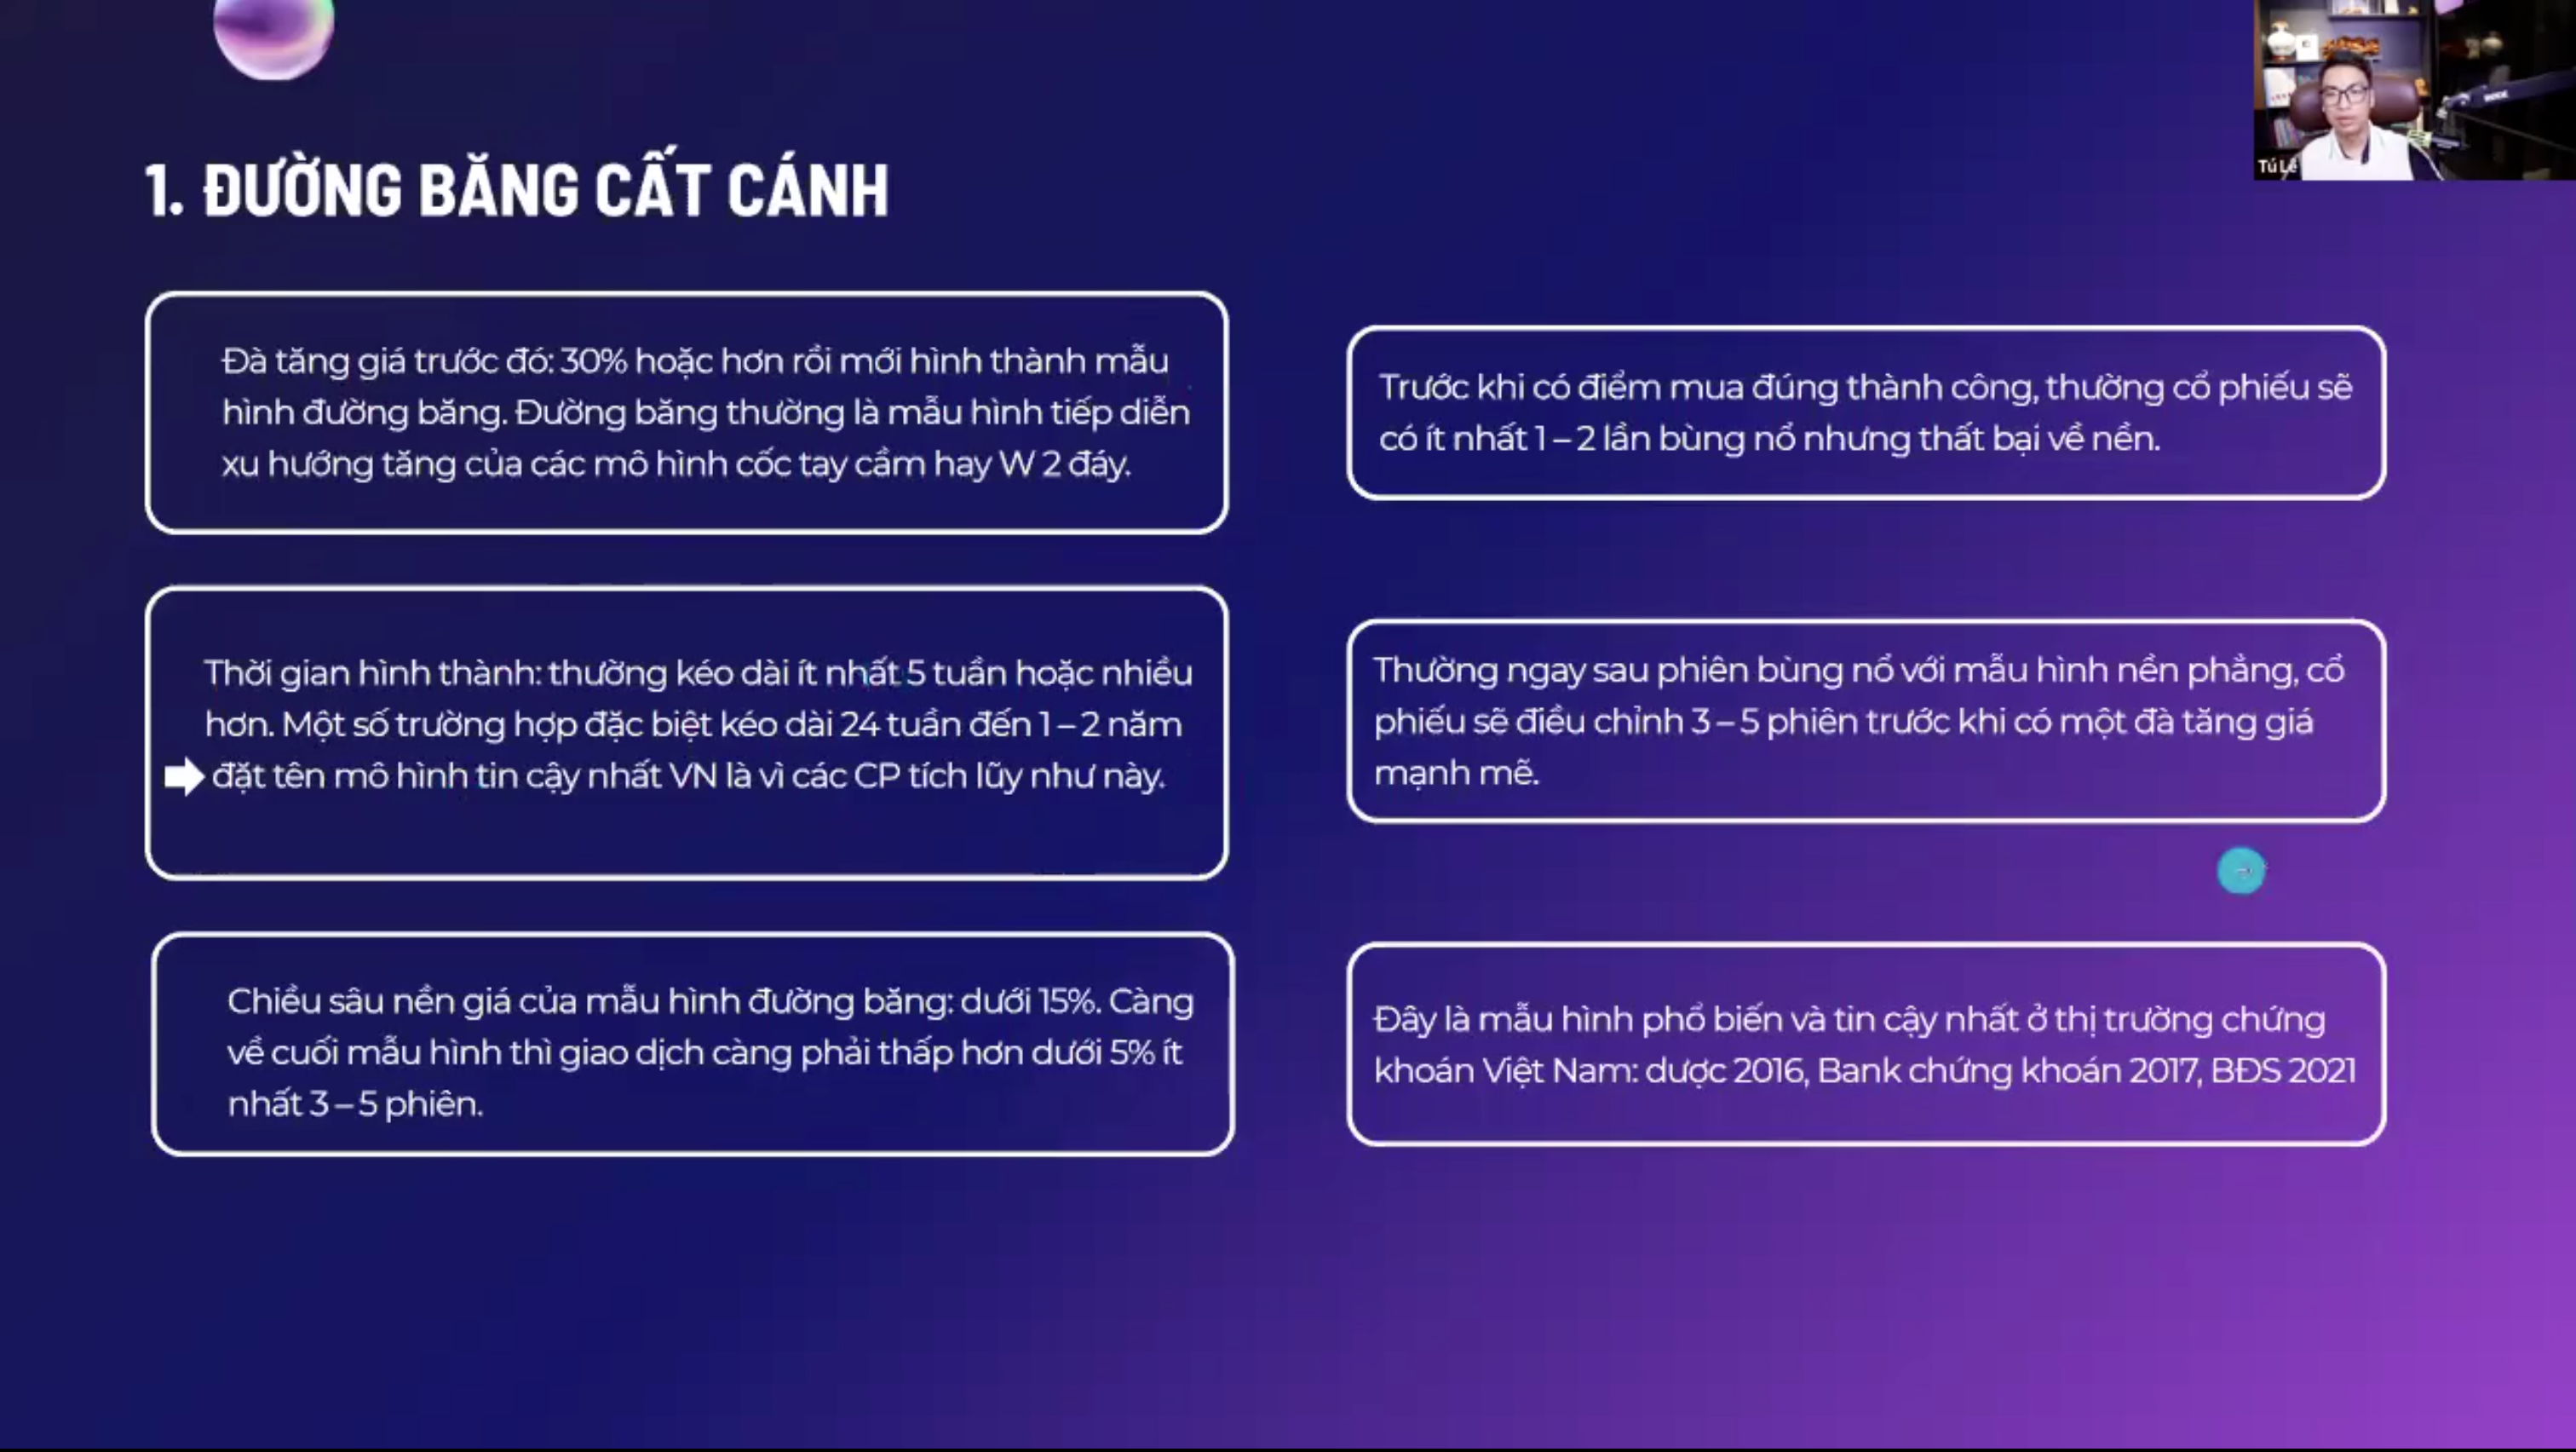 Tú Lê
1. ĐƯỜNG BĂNG CẤT CÁNH
Đà tăng giá trước đó: 30% hoặc hơn rồi mới hình thành mẫu
hình đường băng. Đường băng thường là mẫu hình tiếp diễn
xu hướng tăng của các mô hình cốc tay cầm hay W 2 đáy.
Thời gian hình thành: thường kéo dài ít nhất 5 tuần hoặc nhiều
hơn. Một số trường hợp đặc biệt kéo dài 24 tuần đến 1 – 2 năm
đặt tên mô hình tin cậy nhất VN là vì các CP tích lũy như này.
Chiều sâu nền giá của mẫu hình đường băng: dưới 15%. Càng
về cuối mẫu hình thì giao dịch càng phải thấp hơn dưới 5% ít
nhất 3 – 5 phiên.
Trước khi có điểm mua đúng thành công, thường cổ phiếu sẽ
có ít nhất 1 – 2 lần bùng nổ nhưng thất bại về nền.
Thường ngay sau phiên bùng nổ với mẫu hình nền phẳng, cổ
phiếu sẽ điều chỉnh 3 – 5 phiên trước khi có một đà tăng giá
mạnh mẽ.
Đây là mẫu hình phổ biến và tin cậy nhất ở thị trường chứng
khoán Việt Nam: dược 2016, Bank chứng khoán 2017, BĐS 2021